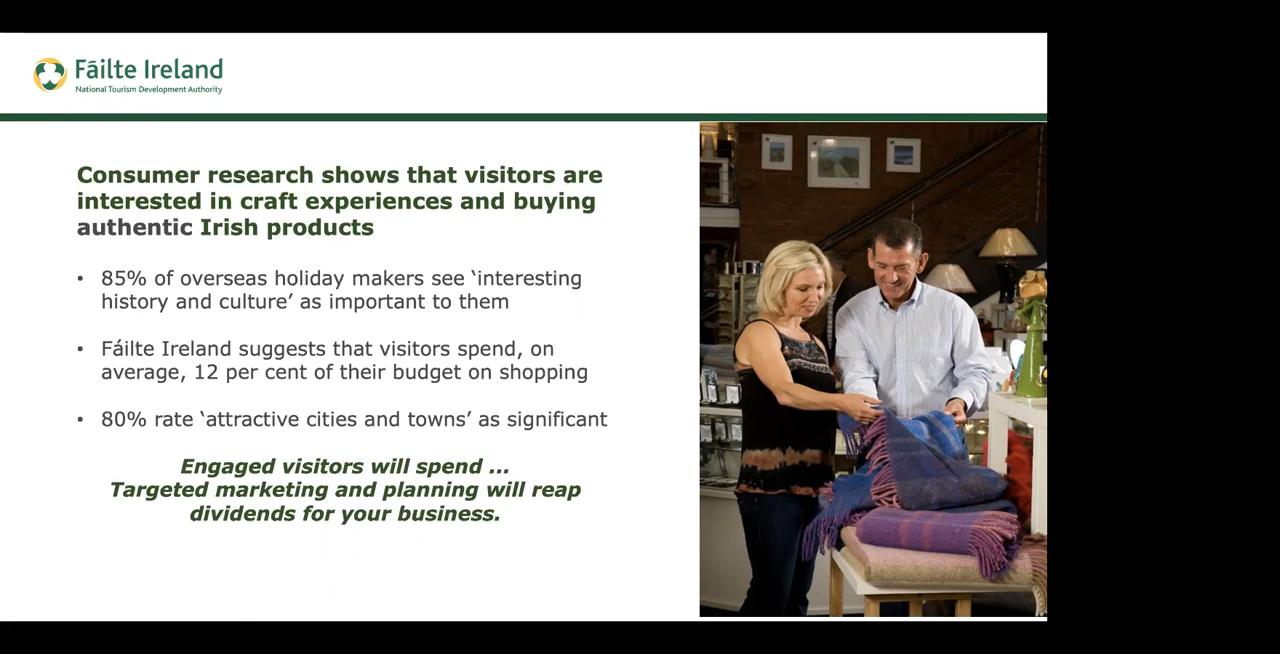 Fáilte Ireland
National Tourism Development Authority
Consumer research shows that visitors are
interested in craft experiences and buying
authentic Irish products
• 85% of overseas holiday makers see ‘interesting
history and culture’ as important to them
• Fáilte Ireland suggests that visitors spend, on
average, 12 per cent of their budget on shopping
• 80% rate ‘attractive cities and towns’ as significant
Engaged visitors will spend ...
Targeted marketing and planning will reap
dividends for your business.